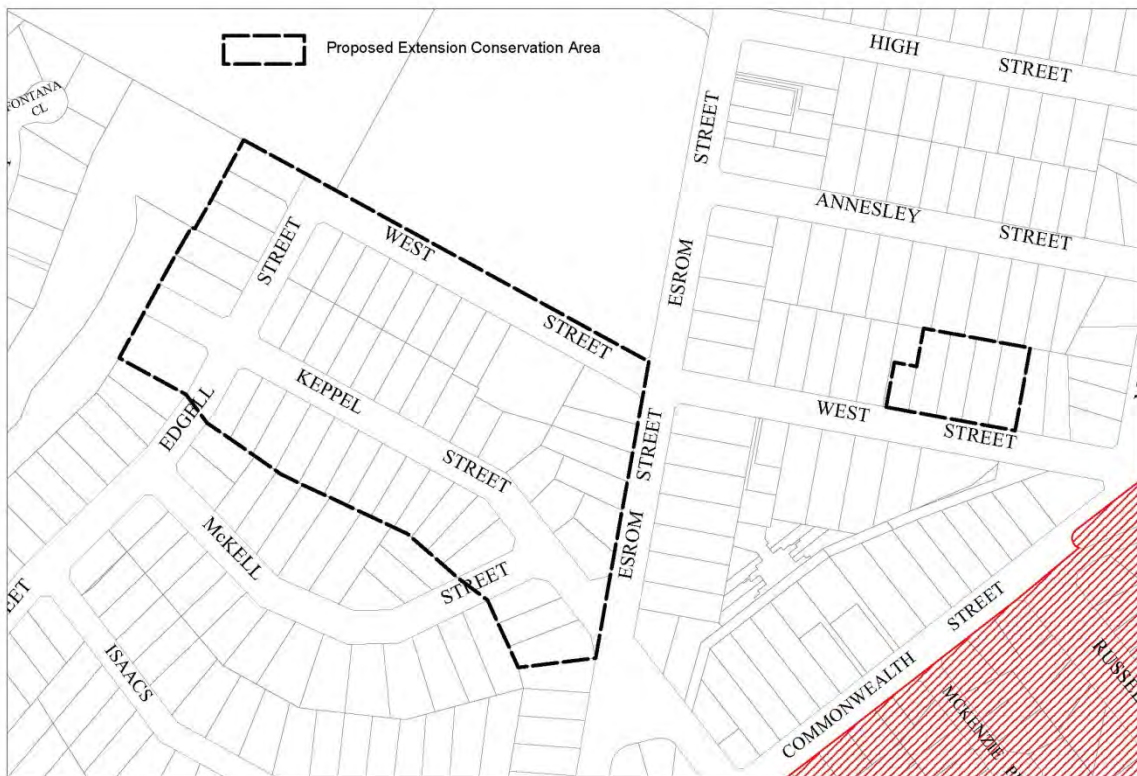 Proposed Extension Conservation Area
HIGH STREET
FONTANA
CL
STREET
ANNESLEY STREET
WEST STREET
STREET
ESROM
KEPPEL STREET
WEST STREET
EDGELL
STREET
ESROM
McKELL STREET
ISAACS
COMMONWEALTH STREET
MCKENZIE